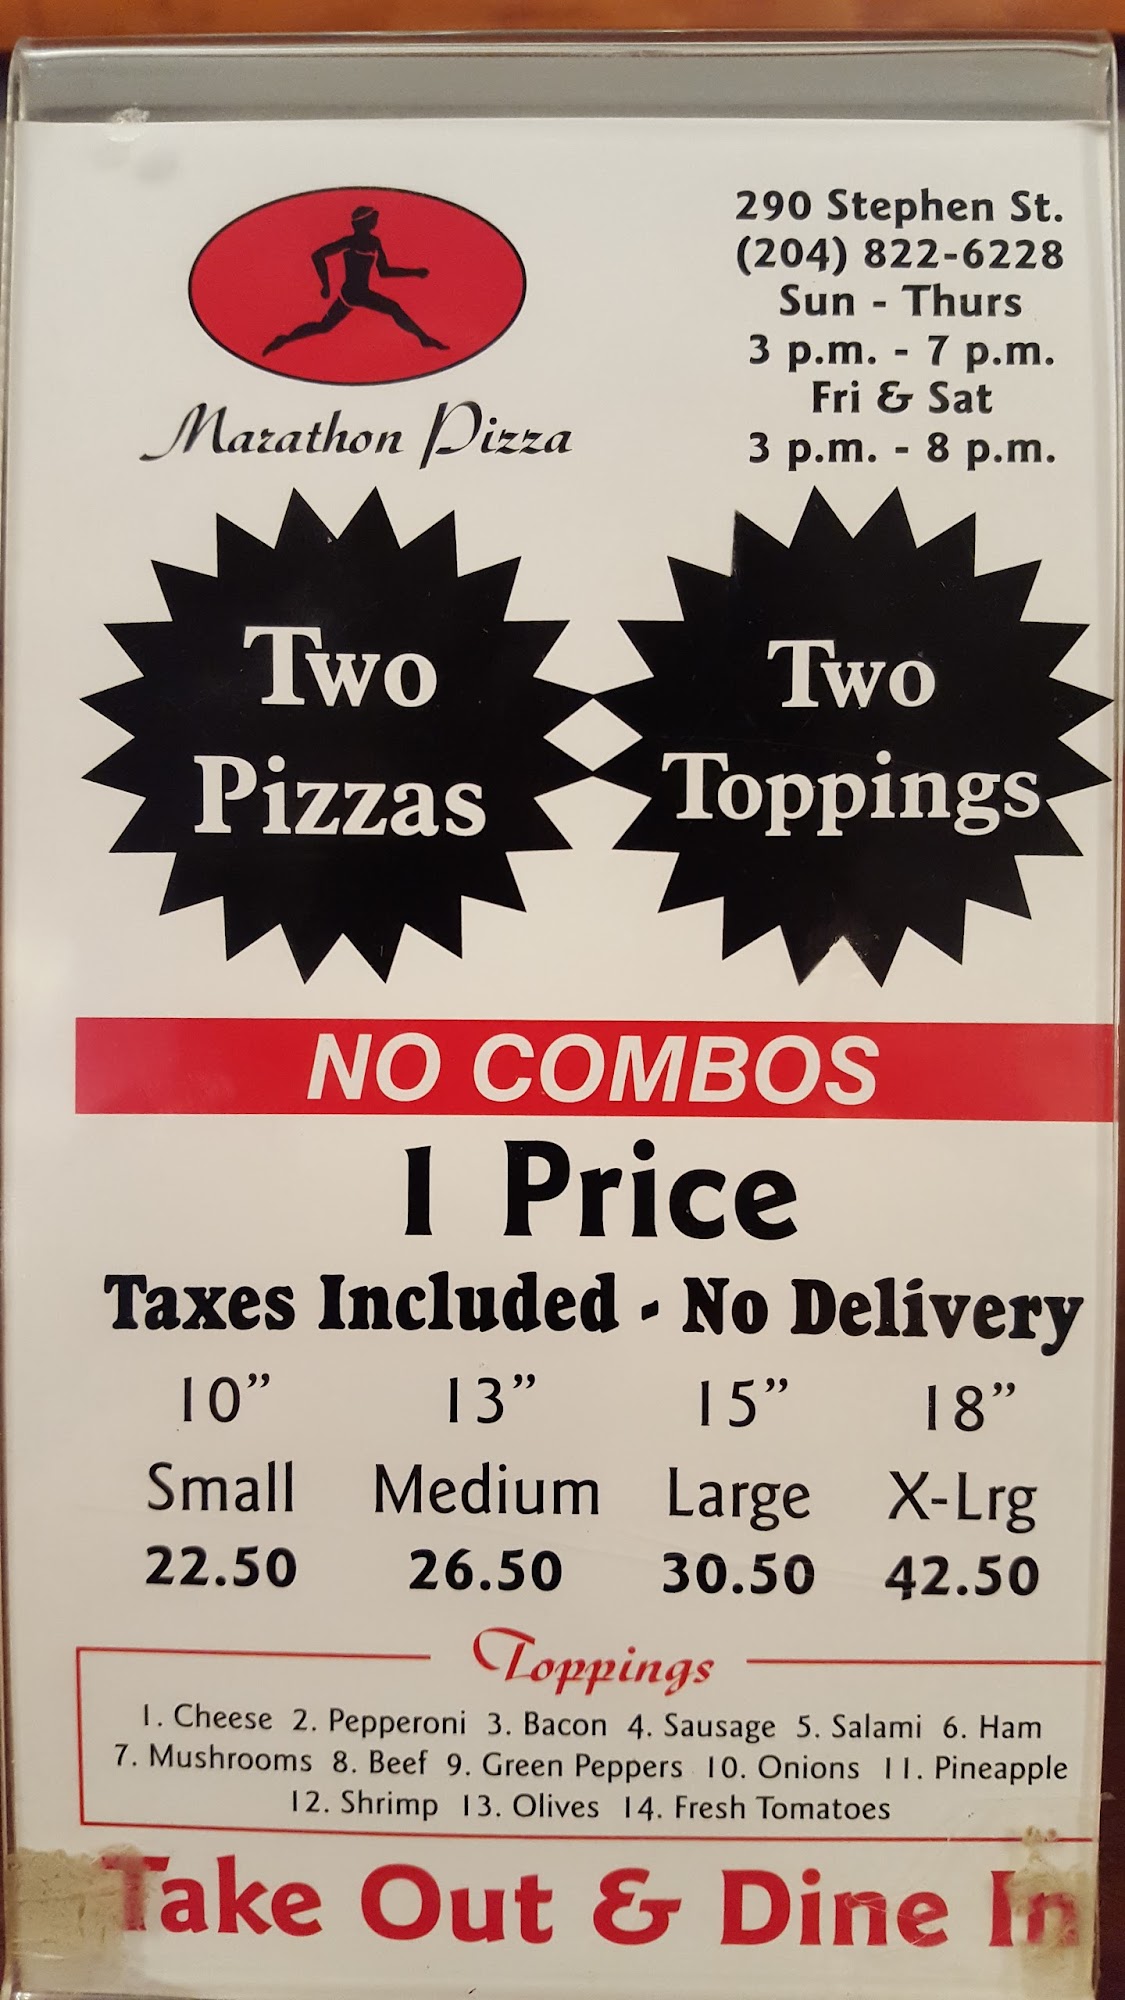 290 Stephen St.
(204) 822-6228
Sun - Thurs
3 p.m. - 7 p.m.
Fri & Sat
3 p.m. - 8 p.m.
Marathon Pizza
Two
Pizzas
Two
Toppings
NO COMBOS
1 Price
Taxes Included - No Delivery
10” 13” 15” 18”
Small Medium Large X-Lrg
22.50 26.50 30.50 42.50
Toppings
1. Cheese 2. Pepperoni 3. Bacon 4. Sausage 5. Salami 6. Ham
7. Mushrooms 8. Beef 9. Green Peppers 10. Onions 11. Pineapple
12. Shrimp 13. Olives 14. Fresh Tomatoes
Take Out & Dine In